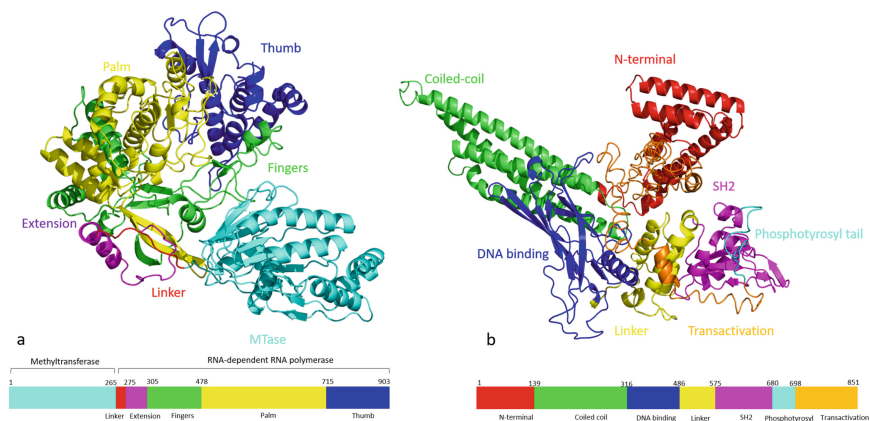 Thumb
Palm
Fingers
Extension
Linker
MTase
a
Methyltransferase
RNA-dependent RNA polymerase
1 265 275 305 478 715 903
Linker Extension Fingers Palm Thumb
N-terminal
Coiled-coil
SH2
Phosphotyrosyl tail
DNA binding
Linker
Transactivation
b
1 139 316 486 575 680 698 851
N-terminal Coiled coil DNA binding Linker SH2 Phosphotyrosyl Transactivation